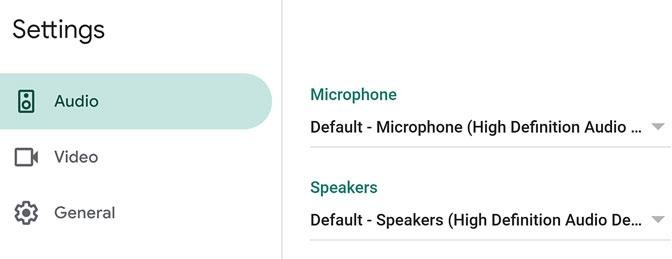 Settings
Audio
Video
General
Microphone
Default - Microphone (High Definition Audio ...
Speakers
Default - Speakers (High Definition Audio De...